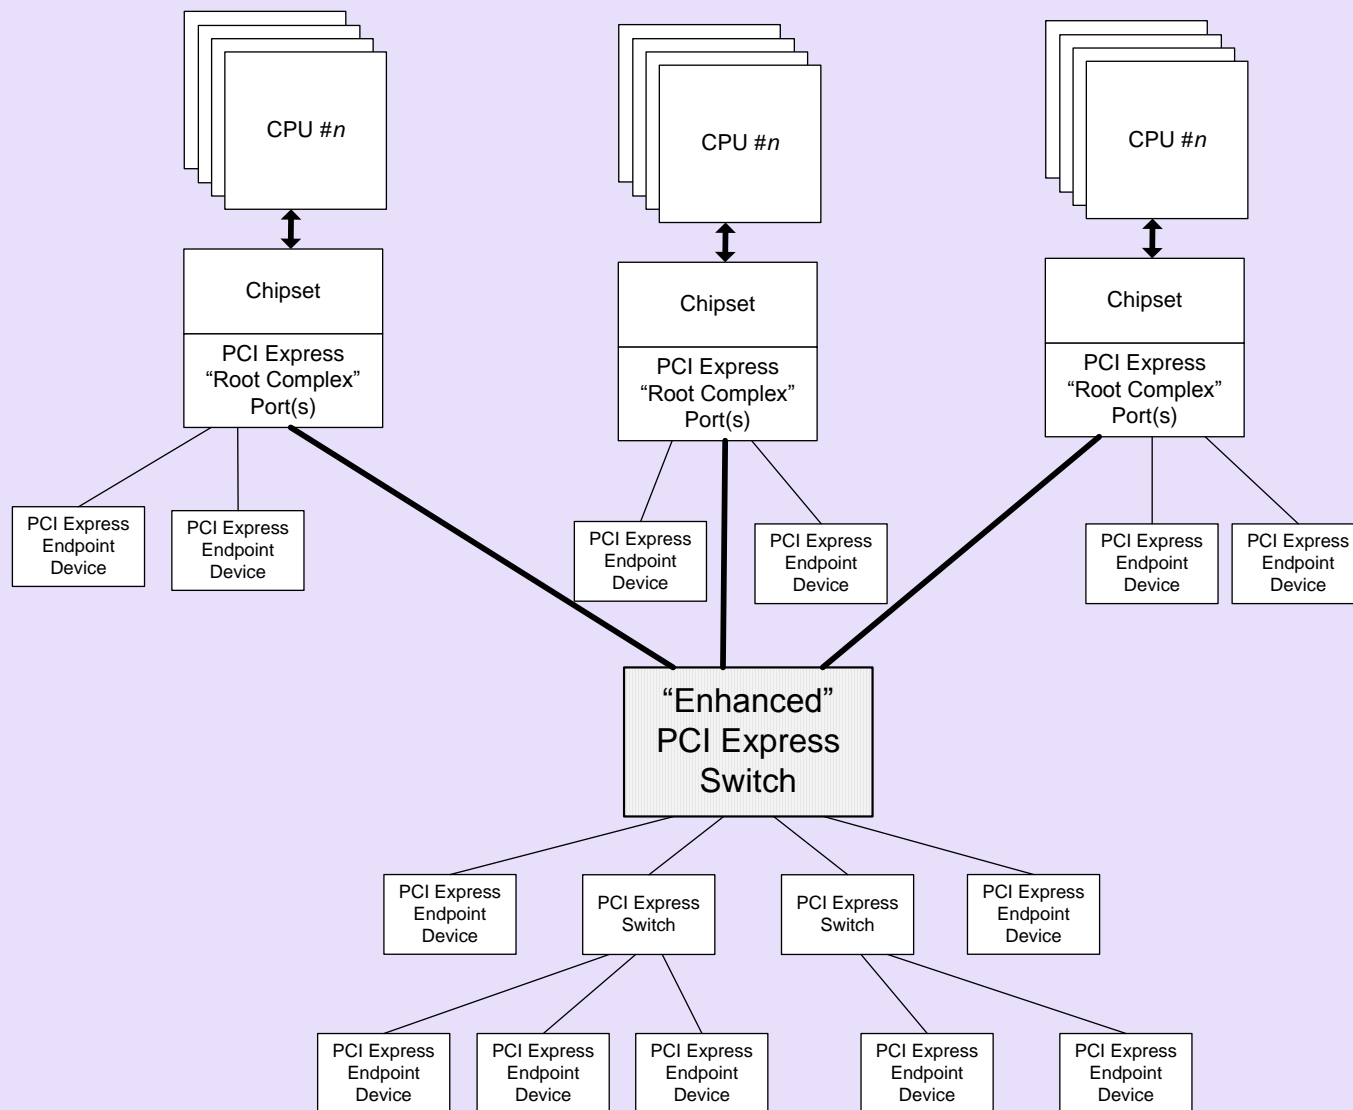 CPU #n
CPU #n
CPU #n
Chipset
PCI Express
“Root Complex”
Port(s)
Chipset
PCI Express
“Root Complex”
Port(s)
Chipset
PCI Express
“Root Complex”
Port(s)
PCI Express
Endpoint
Device
PCI Express
Endpoint
Device
PCI Express
Endpoint
Device
PCI Express
Endpoint
Device
PCI Express
Endpoint
Device
PCI Express
Endpoint
Device
“Enhanced”
PCI Express
Switch
PCI Express
Endpoint
Device
PCI Express
Switch
PCI Express
Switch
PCI Express
Endpoint
Device
PCI Express
Endpoint
Device
PCI Express
Endpoint
Device
PCI Express
Endpoint
Device
PCI Express
Endpoint
Device
PCI Express
Endpoint
Device